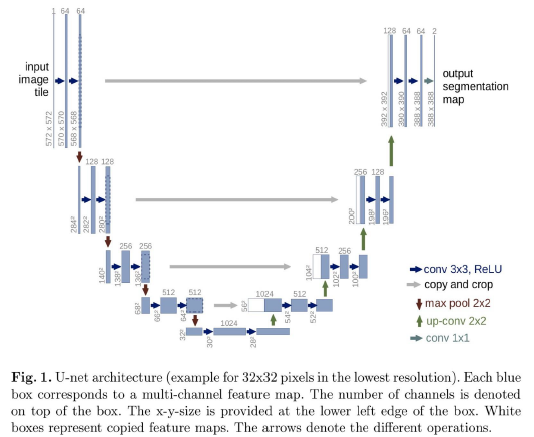 1 64 64
128 64 64 2
input
image
tile
output
segmentation
map
572 x 572
570 x 570
568 x 568
392 x 392
390 x 390
388 x 388
388 x 388
128 128
256 128
284²
282²
280²
200²
198²
196²
256 256
512 256
140²
138²
136²
104²
102²
100²
conv 3x3, ReLU
copy and crop
max pool 2x2
up-conv 2x2
conv 1x1
512 512
1024 512
68²
66²
64²
56²
54²
52²
1024
32²
30²
28²
Fig. 1. U-net architecture (example for 32x32 pixels in the lowest resolution). Each blue
box corresponds to a multi-channel feature map. The number of channels is denoted
on top of the box. The x-y-size is provided at the lower left edge of the box. White
boxes represent copied feature maps. The arrows denote the different operations.